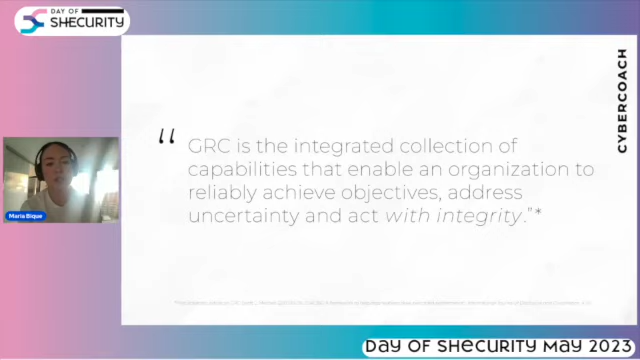 DAY OF
SHECURITY
CYBERCOACH
“ GRC is the integrated collection of
capabilities that enable an organization to
reliably achieve objectives, address
uncertainty and act with integrity.”*
Maria Bique
DAY OF SHECURITY MAY 2023